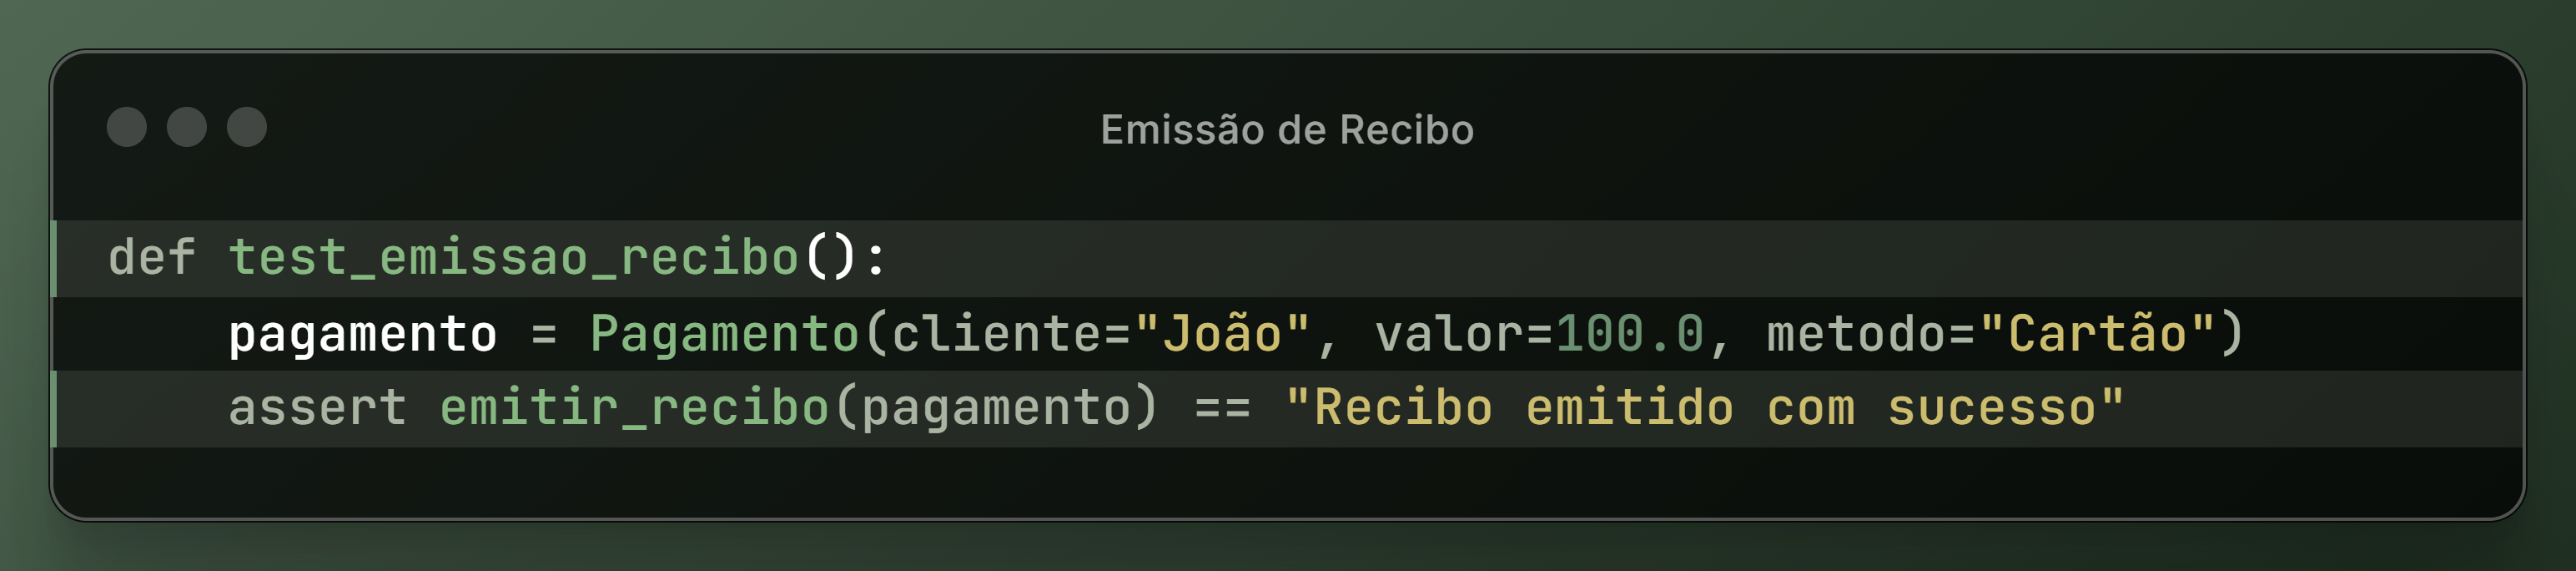 Emissão de Recibo
def test_emissao_recibo():
    pagamento = Pagamento(cliente="João", valor=100.0, metodo="Cartão")
    assert emitir_recibo(pagamento) == "Recibo emitido com sucesso"